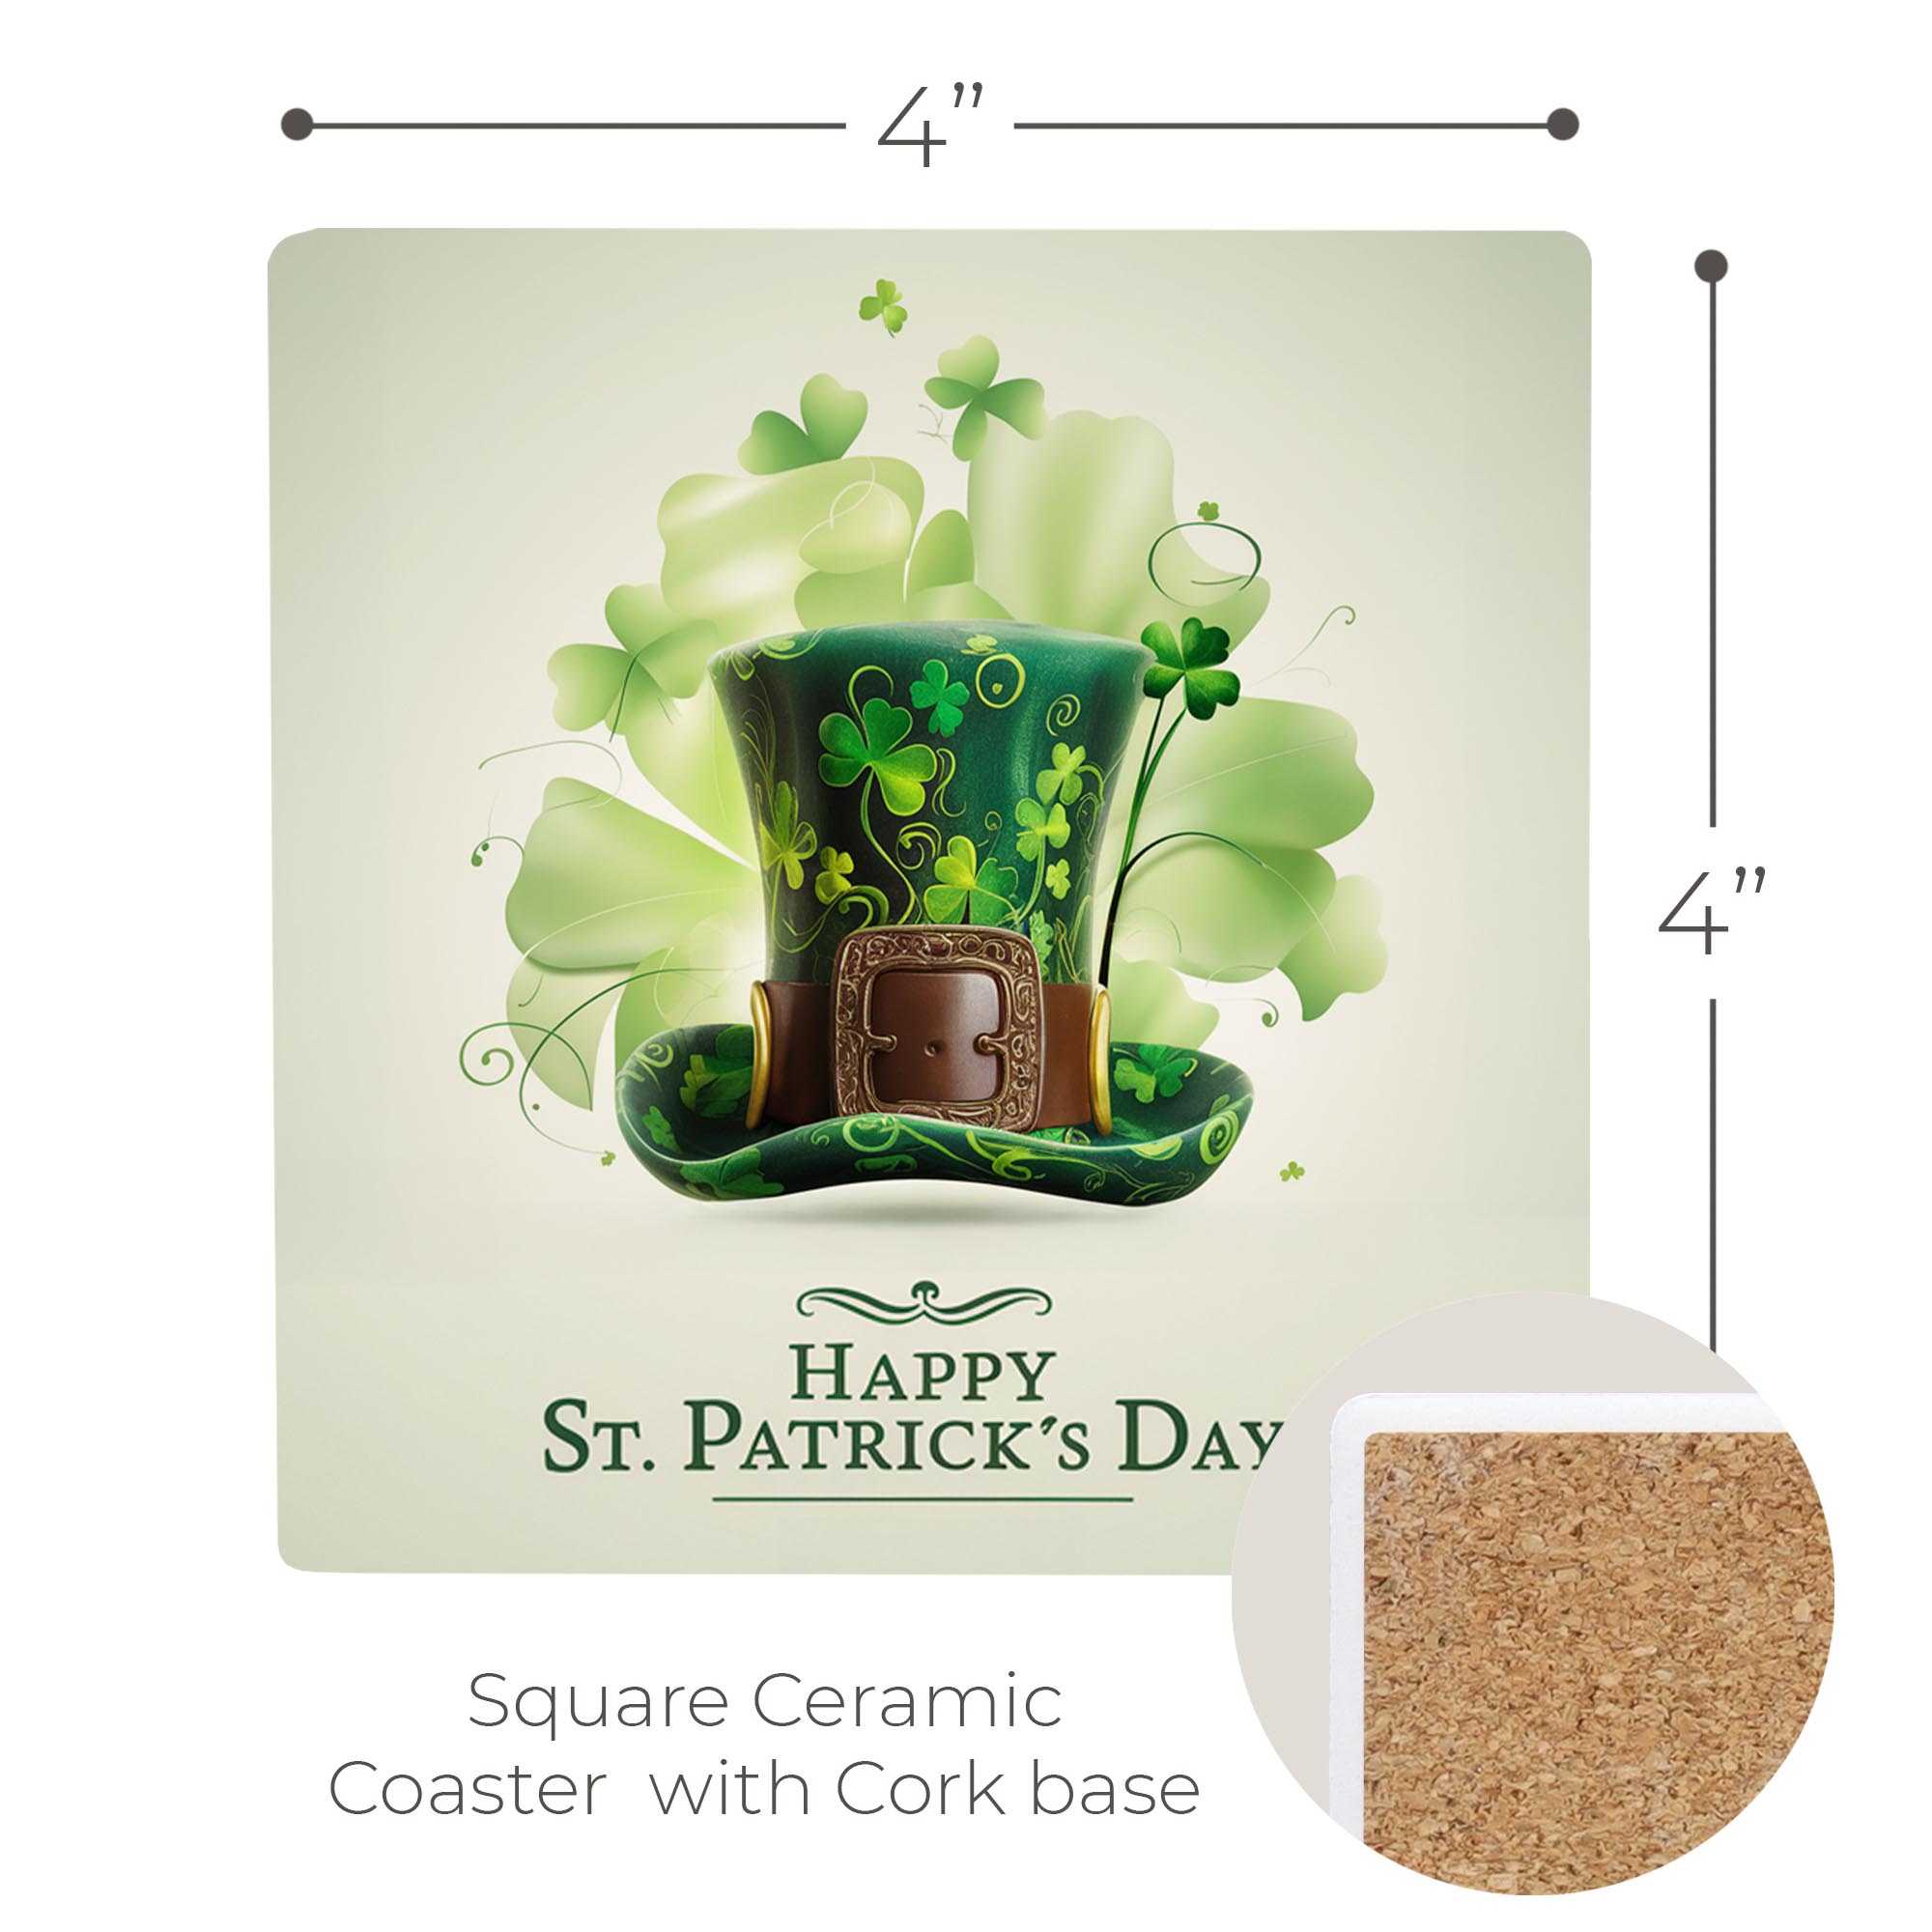 4”
4”
HAPPY
ST. PATRICK'S DAY
Square Ceramic
Coaster with Cork base